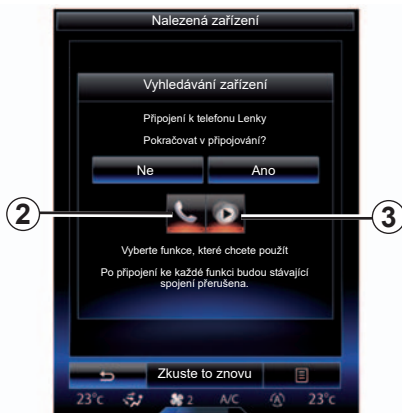 Nalezená zařízení
Vyhledávání zařízení
Připojení k telefonu Lenky
Pokračovat v připojování?
Ne Ano
2 3
Vyberte funkce, které chcete použít
Po připojení ke každé funkci budou stávající
spojení přerušena.
Zkuste to znovu
23°c 2 A/C A 23°c